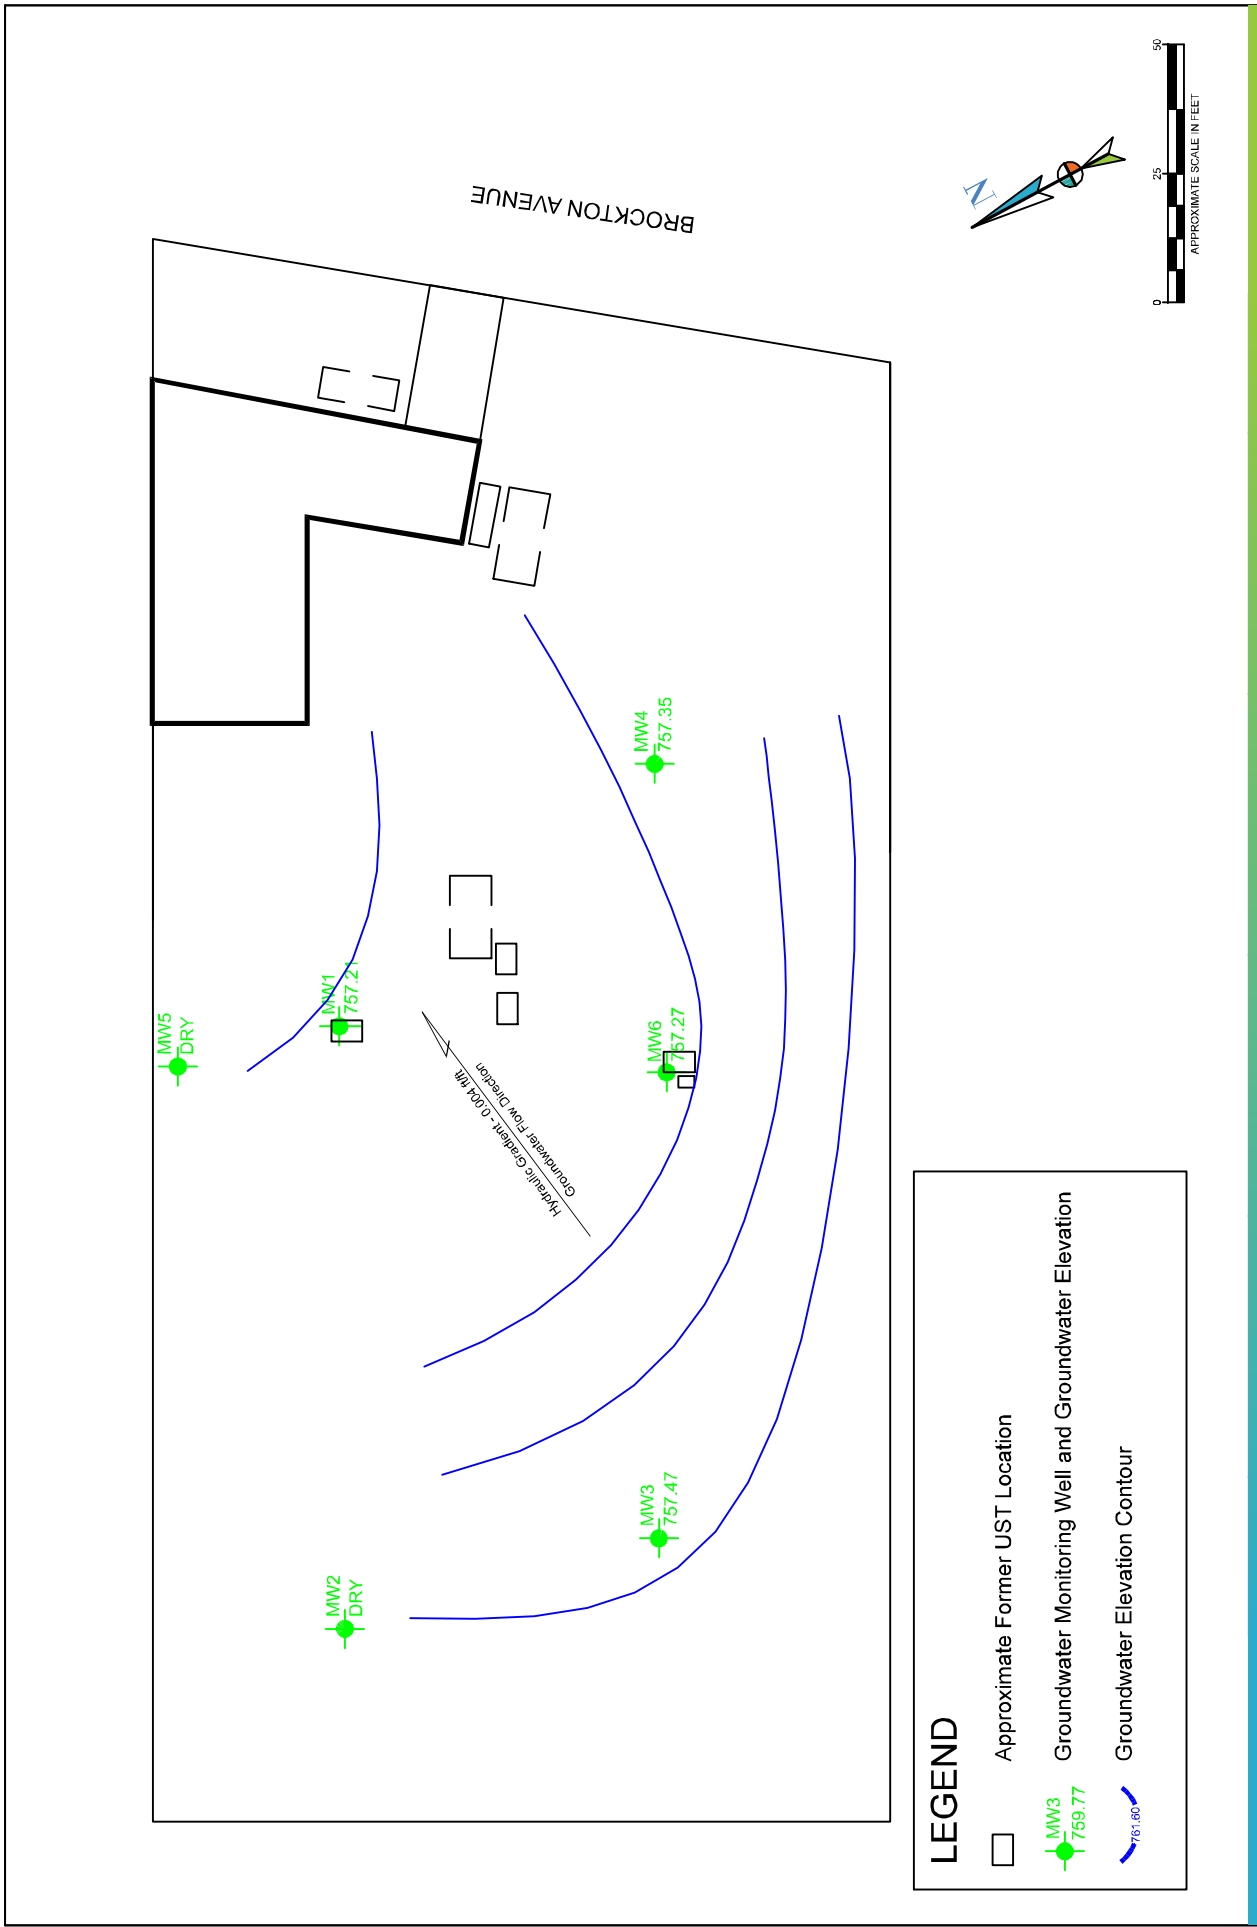 BROCKTON AVENUE
N
0
25
50
APPROXIMATE SCALE IN FEET
MW5
DRY
MW1
757.21
MW4
757.35
MW6
757.27
Hydraulic Gradient - 0.004 ft/ft
Groundwater Flow Direction
MW3
757.47
MW2
DRY
LEGEND
Approximate Former UST Location
MW3
759.77
Groundwater Monitoring Well and Groundwater Elevation
761.60
Groundwater Elevation Contour